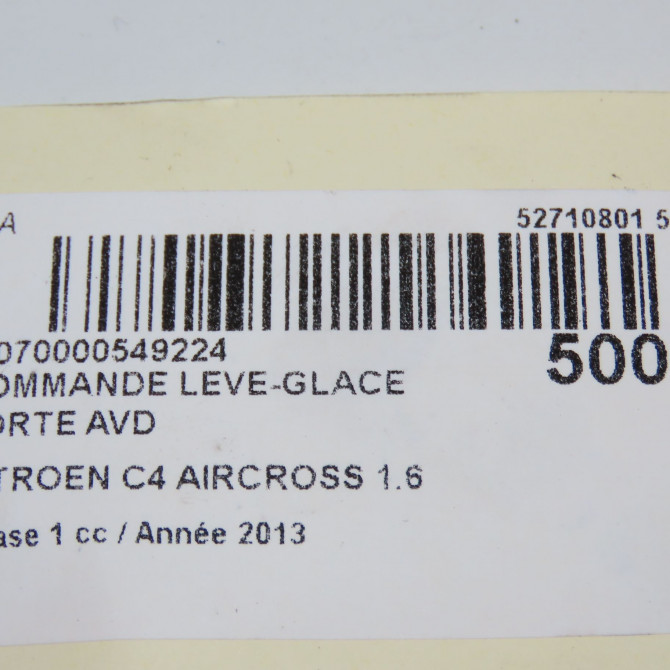 A 52710801 5
070000549224 500
OMMANDE LEVE-GLACE
ORTE AVD
TROEN C4 AIRCROSS 1.6
ase 1 cc / Année 2013